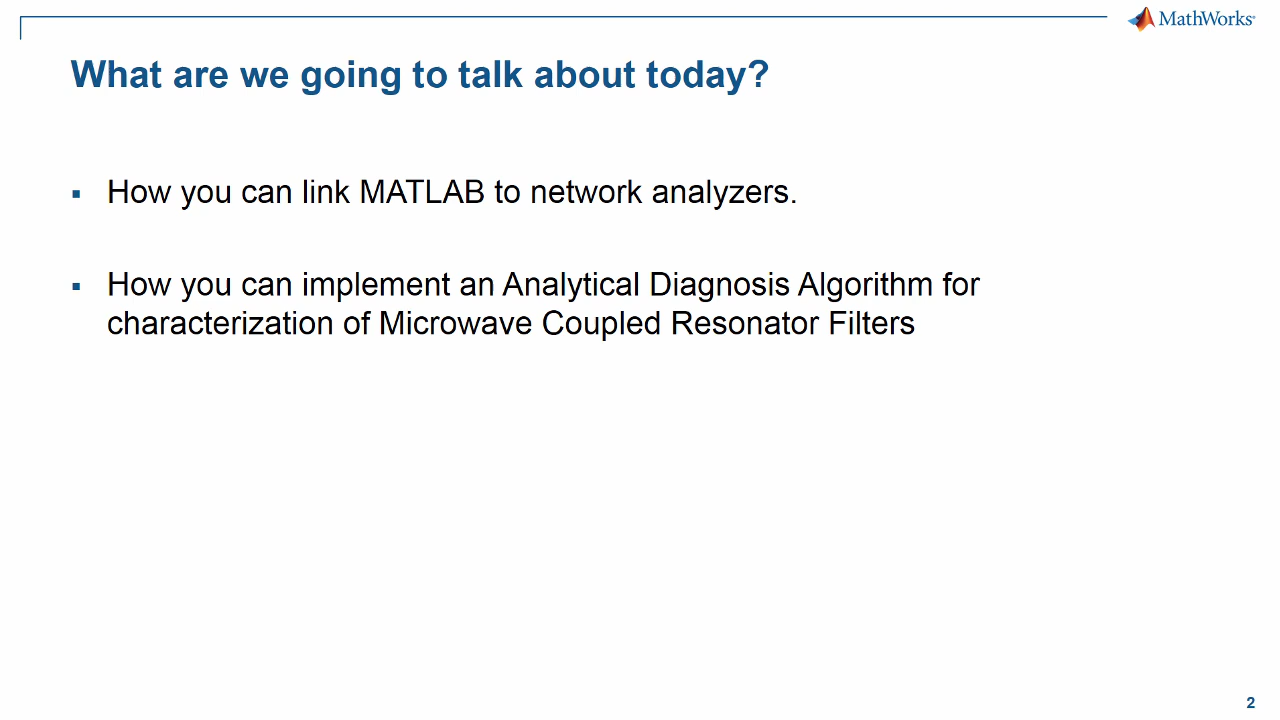 MathWorks®
What are we going to talk about today?
▪ How you can link MATLAB to network analyzers.
▪ How you can implement an Analytical Diagnosis Algorithm for
characterization of Microwave Coupled Resonator Filters
2